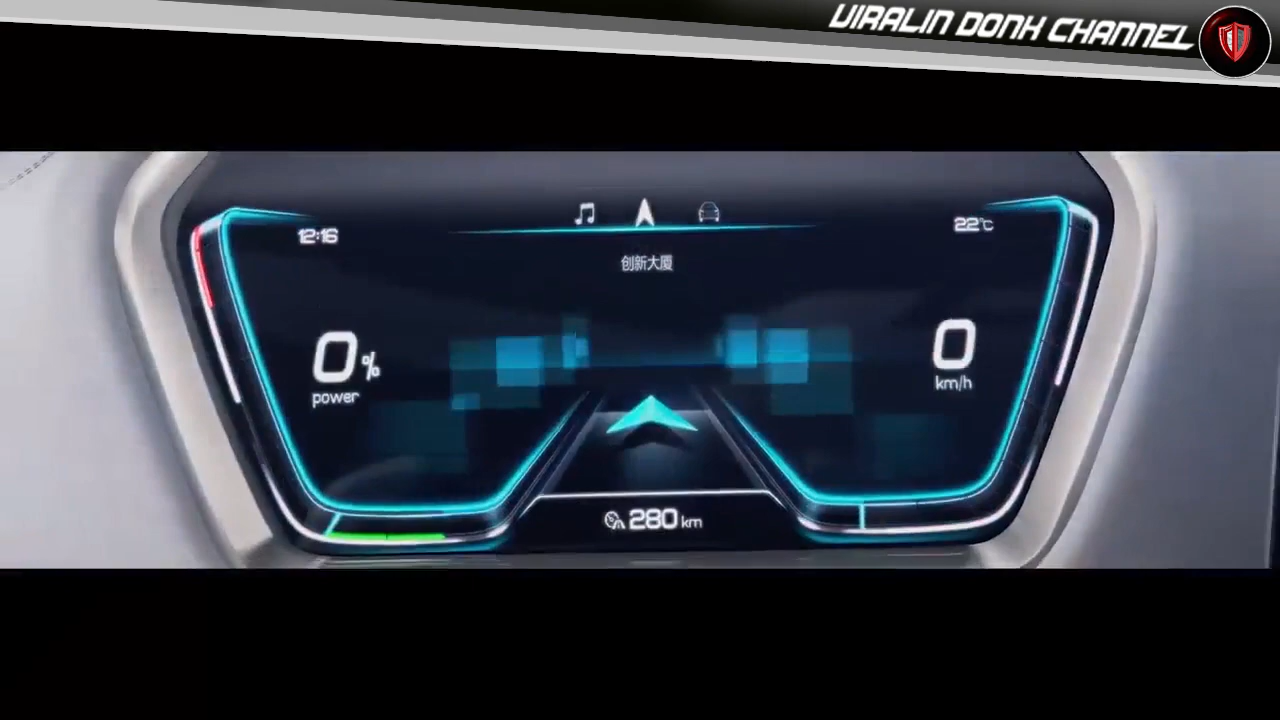 VIRALIN DONK CHANNEL
12:16
22°C
创新大厦
0%
power
0
km/h
280 km